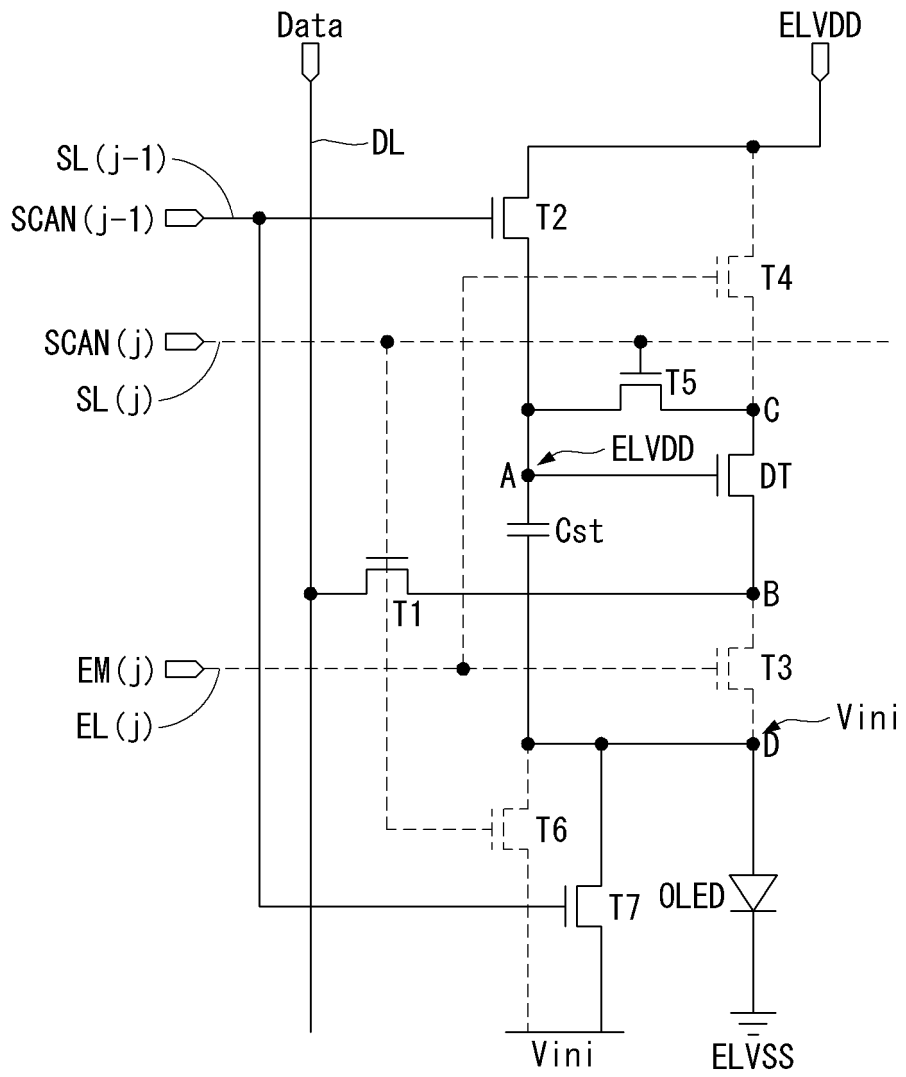 Data
ELVDD
DL
SL(j-1)
SCAN(j-1)
T2
T4
SCAN(j)
SL(j)
T5
C
ELVDD
A
DT
Cst
T1
B
EM(j)
T3
EL(j)
Vini
D
T6
OLED
T7
Vini
ELVSS